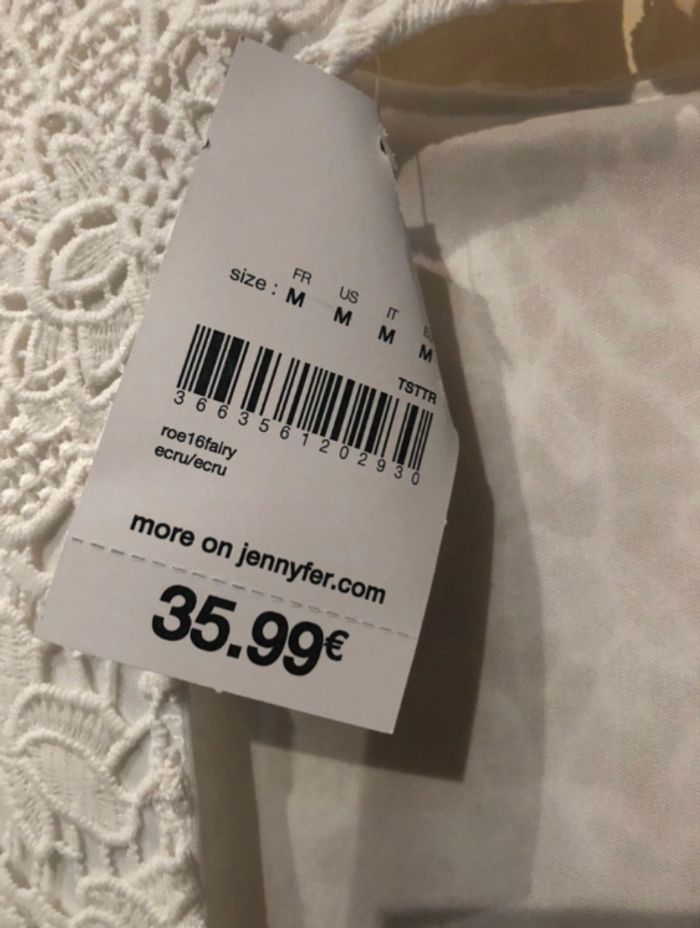 size : FR US IT
M M M M
TSTTR
3663561202930
roe16fairy
ecru/ecru
more on jennyfer.com
35.99€